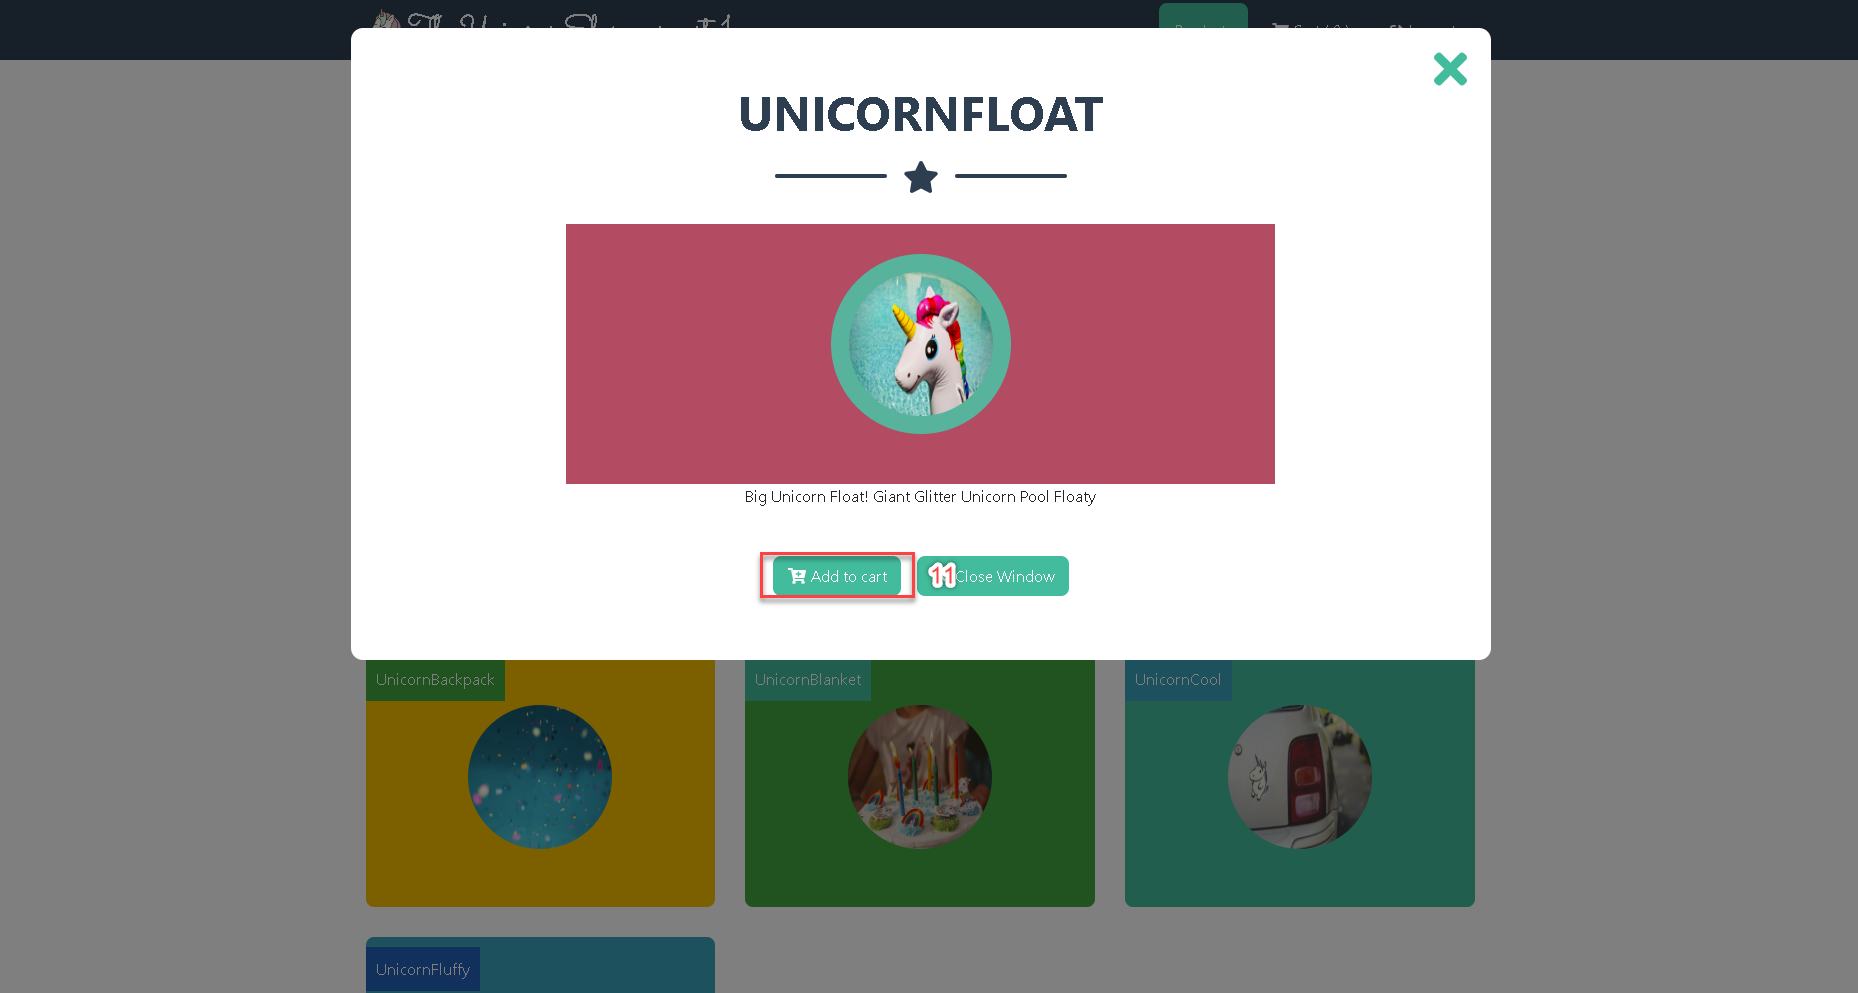 UNICORNFLOAT
Big Unicorn Float! Giant Glitter Unicorn Pool Floaty
Add to cart
11
Close Window
UnicornBackpack
UnicornBlanket
UnicornCool
UnicornFluffy